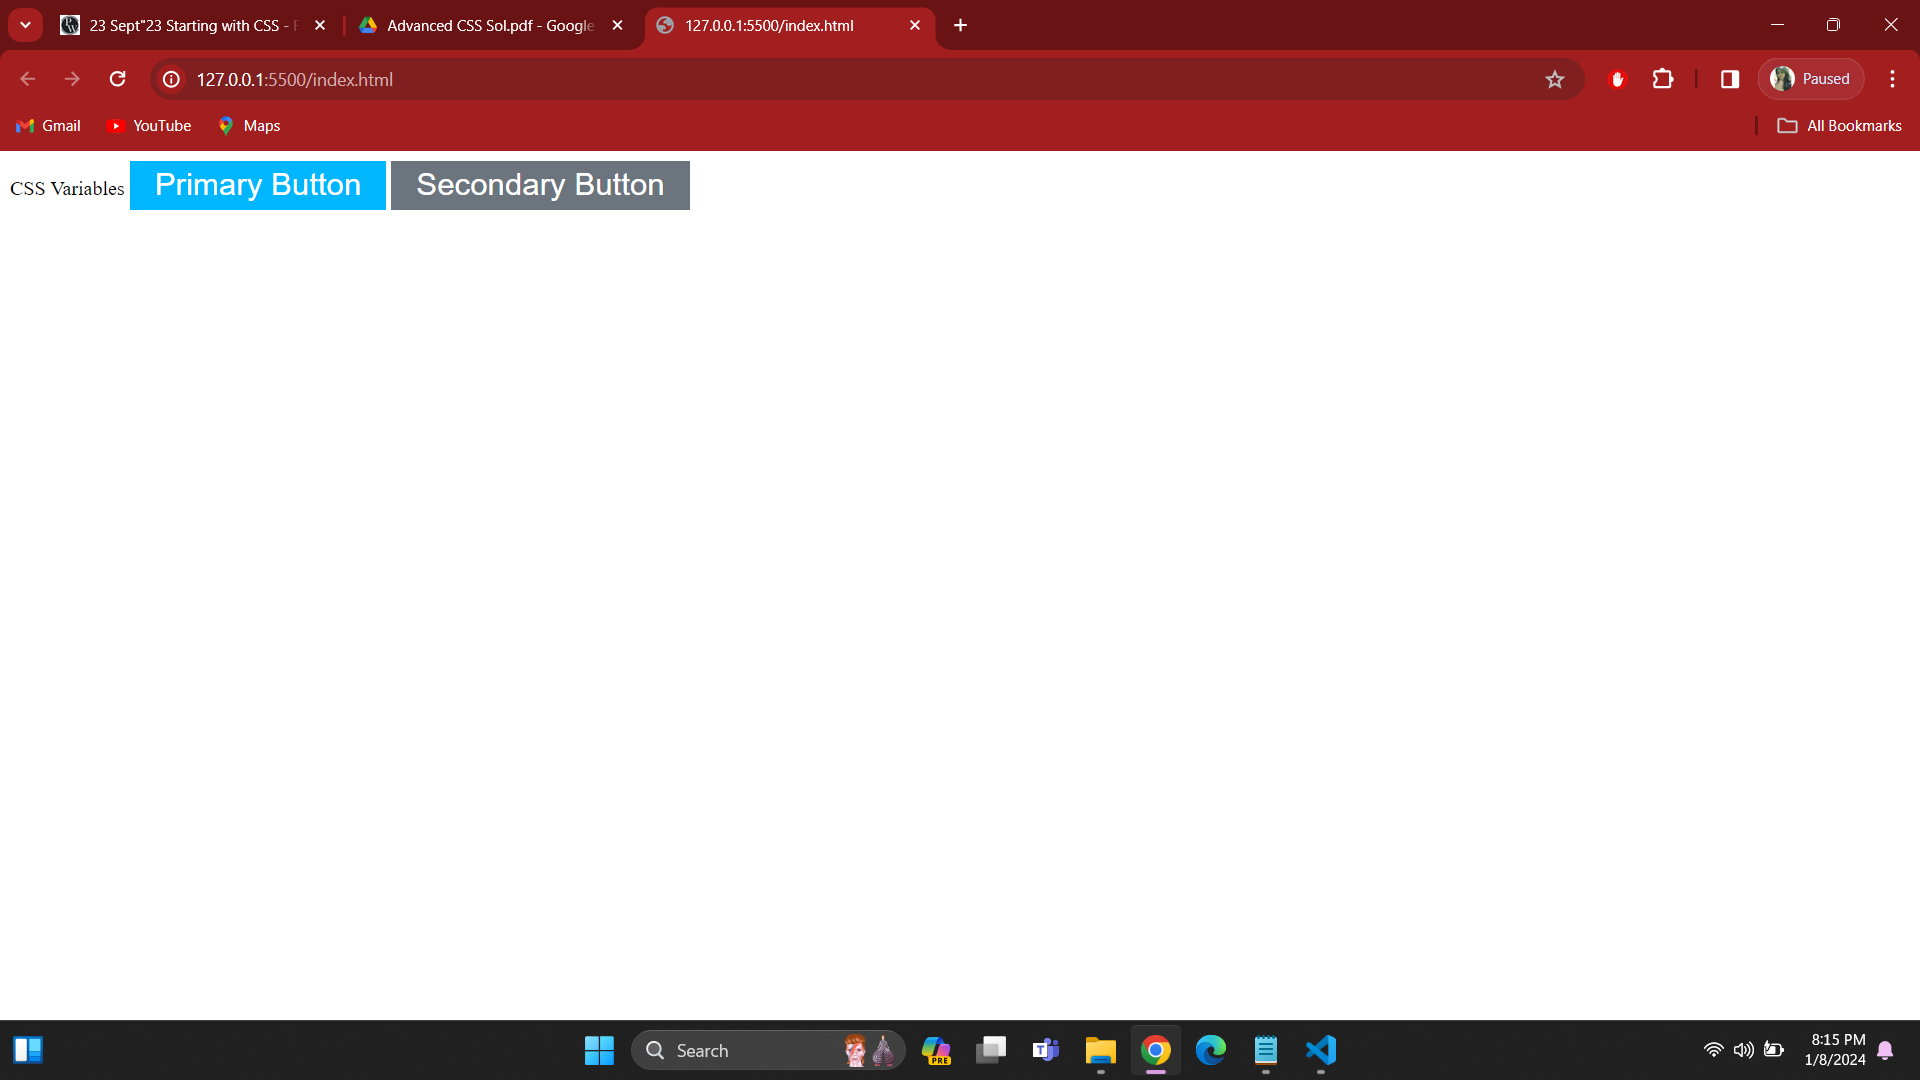 23 Sept"23 Starting with CSS -
Advanced CSS Sol.pdf - Google
127.0.0.1:5500/index.html
127.0.0.1:5500/index.html
Paused
Gmail
YouTube
Maps
All Bookmarks
CSS Variables Primary Button Secondary Button
Search
PRE
8:15 PM
1/8/2024